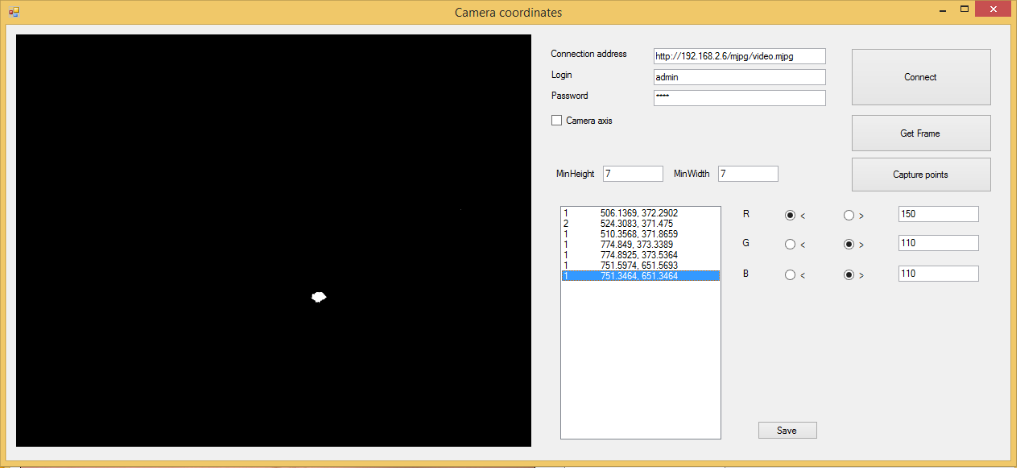 Camera coordinates
Connection address http://192.168.2.6/mjpg/video.mjpg
Login admin
Password ****
Camera axis
Connect
Get Frame
Capture points
MinHeight 7 MinWidth 7
1 506.1369, 372.2902
2 524.3083, 371.475
1 510.3568, 371.8659
1 774.849, 373.3389
1 774.8925, 373.5364
1 751.5974, 651.5693
1 751.3464, 651.3464
R < > 150
G < > 110
B < > 110
Save